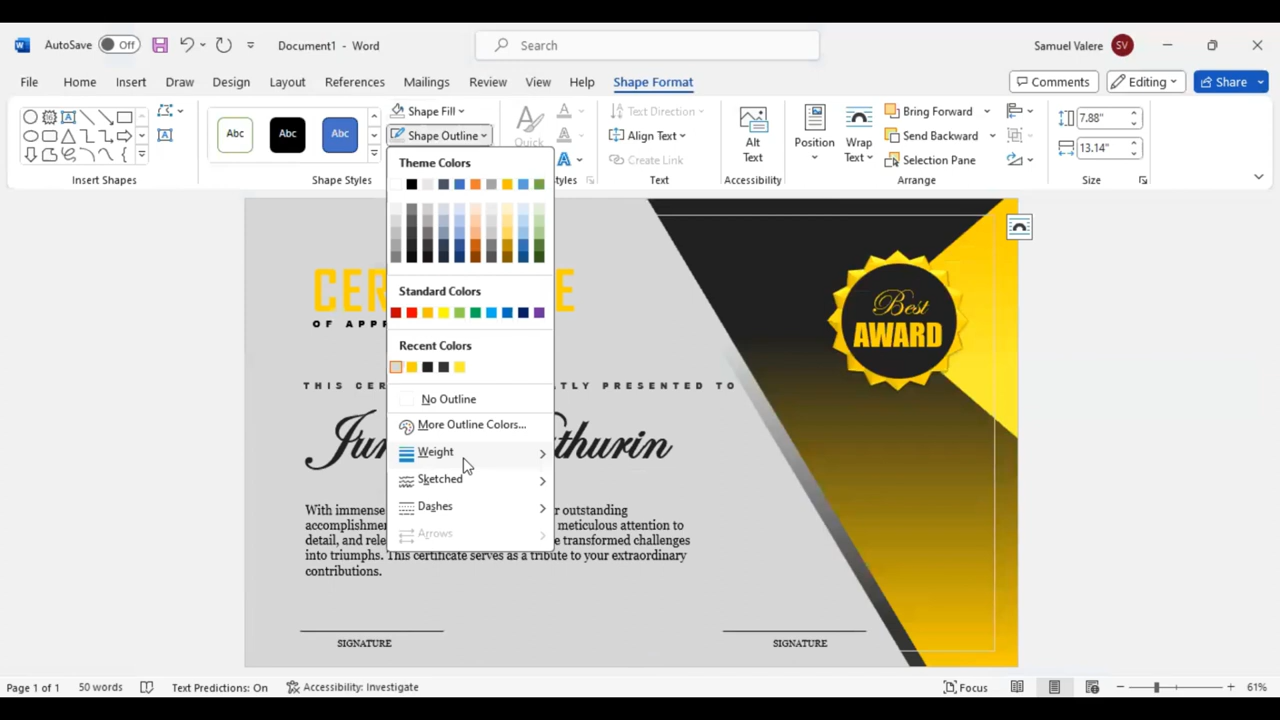 AutoSave Off Document1 - Word Search Samuel Valere SV
File Home Insert Draw Design Layout References Mailings Review View Help Shape Format Comments Editing Share
Abc Abc Abc
Shape Fill
Shape Outline
Quick
Text Direction
Align Text
Create Link
Alt
Text
Position
Wrap
Text
Bring Forward
Send Backward
Selection Pane
7.88"
13.14"
Insert Shapes Shape Styles Text Accessibility Arrange Size
Theme Colors
Standard Colors
Recent Colors
No Outline
More Outline Colors...
Weight
Sketched
Dashes
Arrows
OF
THIS PRESENTED TO
With immense outstanding
meticulous attention to
detail, and transformed challenges
into triumphs. This certificate serves as a tribute to your extraordinary
contributions.
SIGNATURE SIGNATURE
Best
AWARD
Page 1 of 1 50 words Text Predictions: On Accessibility: Investigate Focus 61%